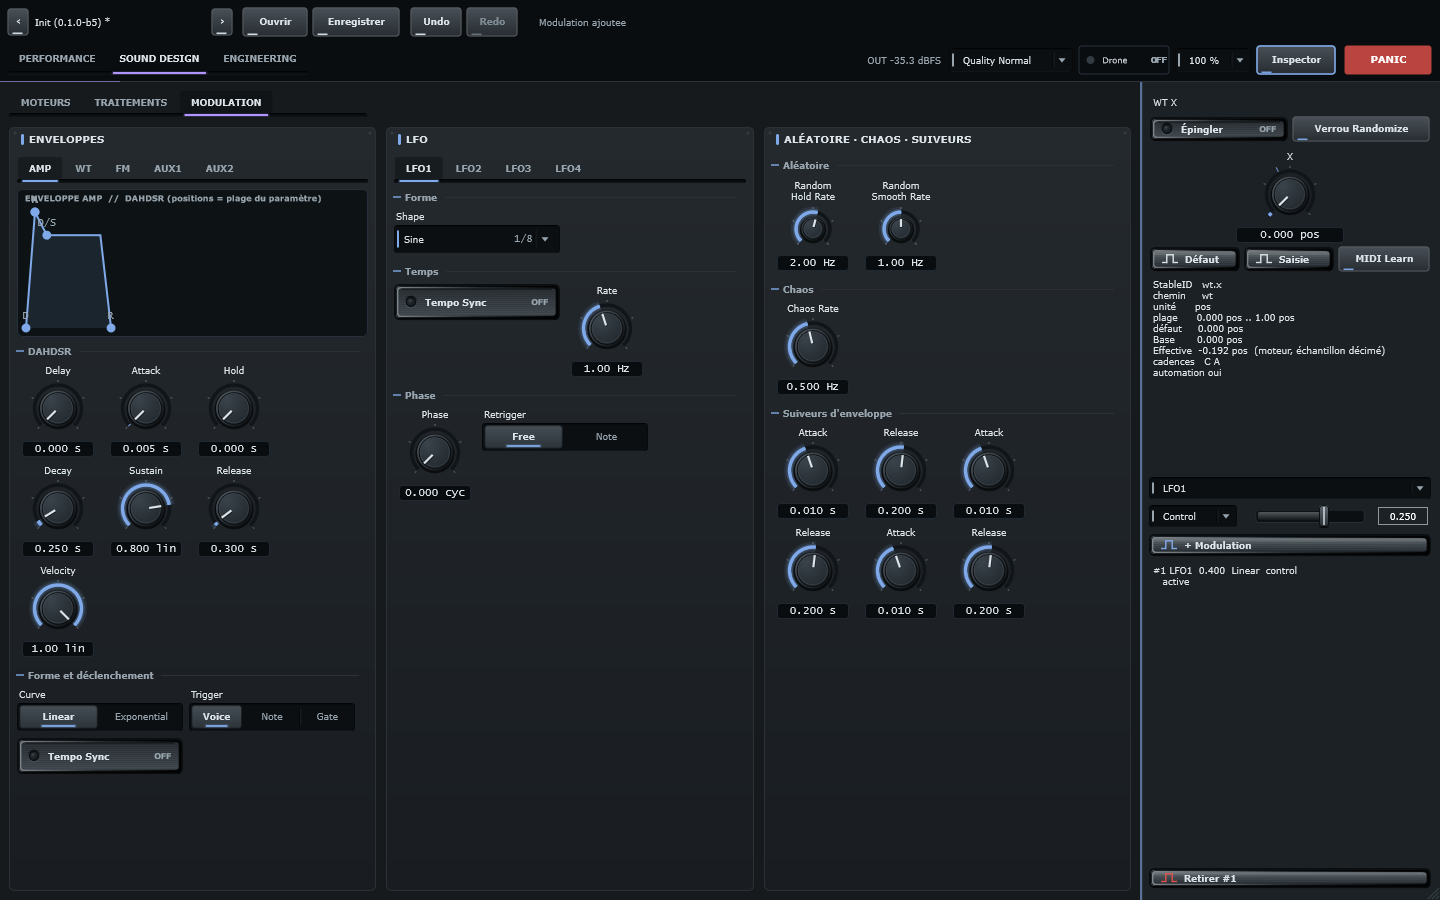 < Init (0.1.0-b5) * > Ouvrir Enregistrer Undo Redo Modulation ajoutee
PERFORMANCE SOUND DESIGN ENGINEERING OUT -35.3 dBFS Quality Normal Drone OFF 100 % Inspector PANIC
MOTEURS TRAITEMENTS MODULATION
ENVELOPPES
AMP WT FM AUX1 AUX2
ENVELOPPE AMP // DAHDSR (positions = plage du paramètre)
D/S
D R
DAHDSR
Delay Attack Hold
0.000 s 0.005 s 0.000 s
Decay Sustain Release
0.250 s 0.800 lin 0.300 s
Velocity
1.00 lin
Forme et déclenchement
Curve Trigger
Linear Exponential Voice Note Gate
Tempo Sync OFF
LFO
LFO1 LFO2 LFO3 LFO4
Forme
Shape
Sine 1/8
Temps
Tempo Sync OFF Rate
1.00 Hz
Phase
Phase Retrigger
Free Note
0.000 cyc
ALÉATOIRE · CHAOS · SUIVEURS
Aléatoire
Random Random
Hold Rate Smooth Rate
2.00 Hz 1.00 Hz
Chaos
Chaos Rate
0.500 Hz
Suiveurs d'enveloppe
Attack Release Attack
0.010 s 0.200 s 0.010 s
Release Attack Release
0.200 s 0.010 s 0.200 s
WT X
Épingler OFF Verrou Randomize
X
0.000 pos
Défaut Saisie MIDI Learn
StableID wt.x
chemin wt
unité pos
plage 0.000 pos .. 1.00 pos
défaut 0.000 pos
Base 0.000 pos
Effective -0.192 pos (moteur, échantillon décimé)
cadences C A
automation oui
LFO1
Control 0.250
+ Modulation
#1 LFO1 0.400 Linear control
active
Retirer #1